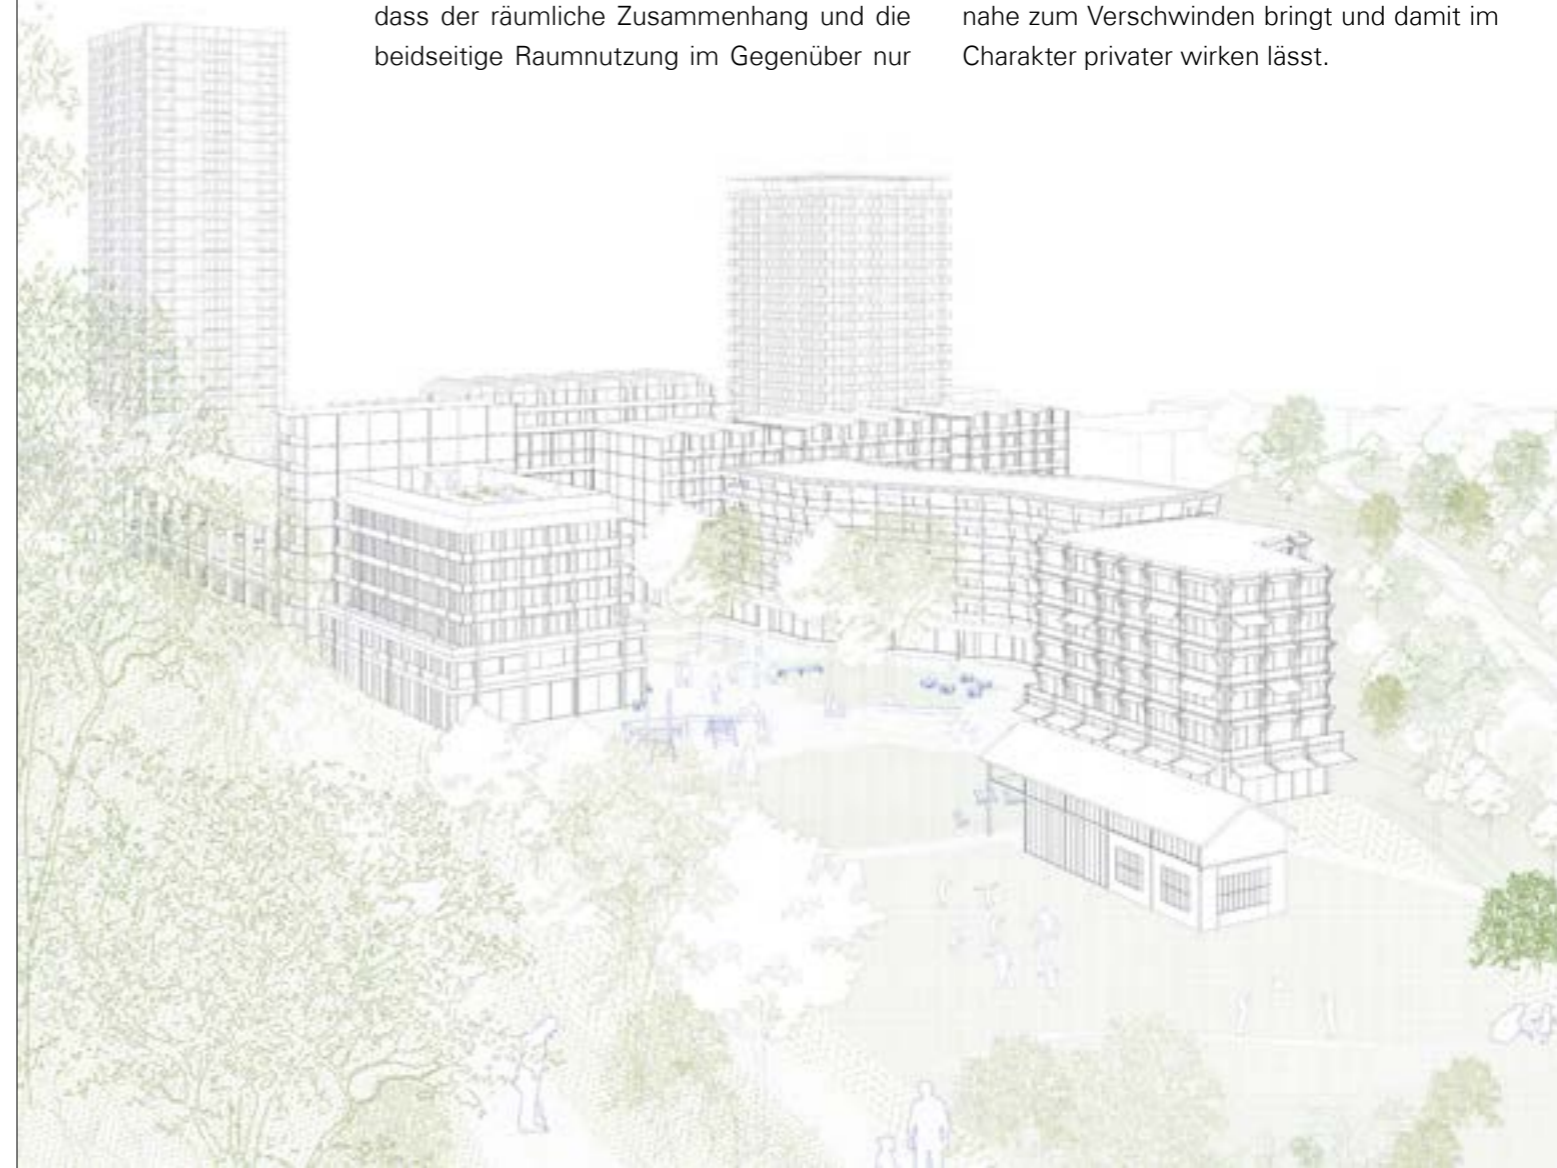 dass der räumliche Zusammenhang und die
beidseitige Raumnutzung im Gegenüber nur
nahe zum Verschwinden bringt und damit im
Charakter privater wirken lässt.